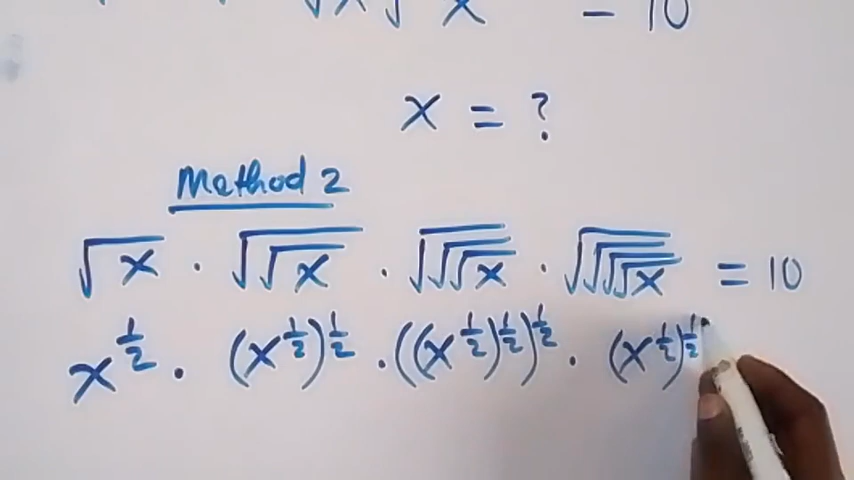 √x √x = 10
x = ?
Method 2
√x · √√x · √√√x · √√√√x = 10
x^½ · (x^½)^½ · ((x^½)^½)^½ · (x^½)^½